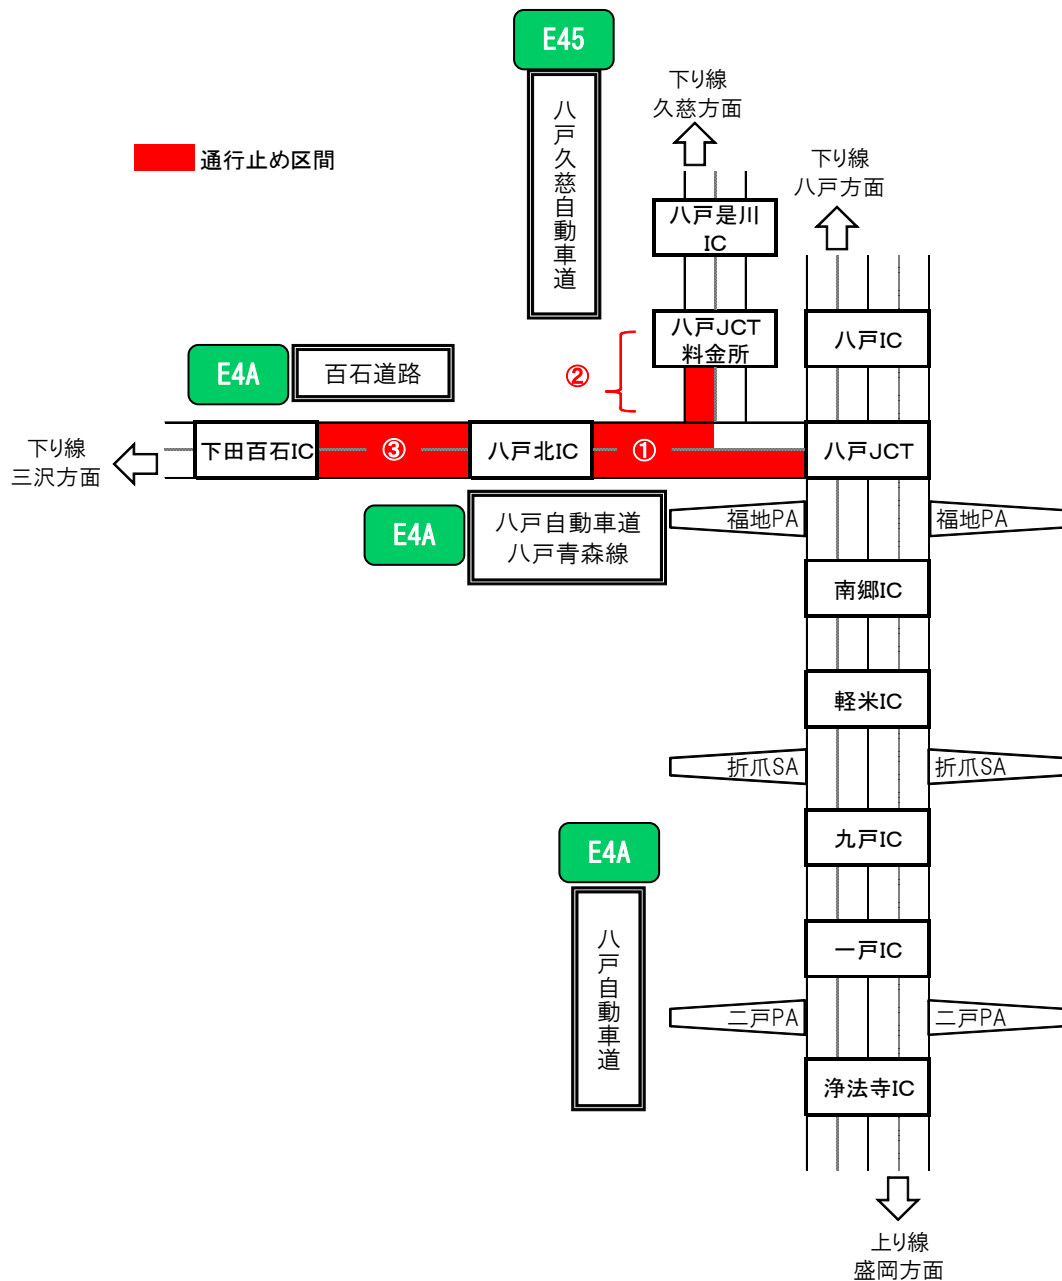 E45
八戸久慈自動車道
下り線
久慈方面
通行止め区間
下り線
八戸方面
八戸是川
IC
八戸JCT
料金所
八戸IC
②
E4A
百石道路
下り線
三沢方面
下田百石IC
③
八戸北IC
①
八戸JCT
E4A
八戸自動車道
八戸青森線
福地PA
福地PA
南郷IC
軽米IC
折爪SA
折爪SA
九戸IC
E4A
八戸自動車道
一戸IC
二戸PA
二戸PA
浄法寺IC
上り線
盛岡方面